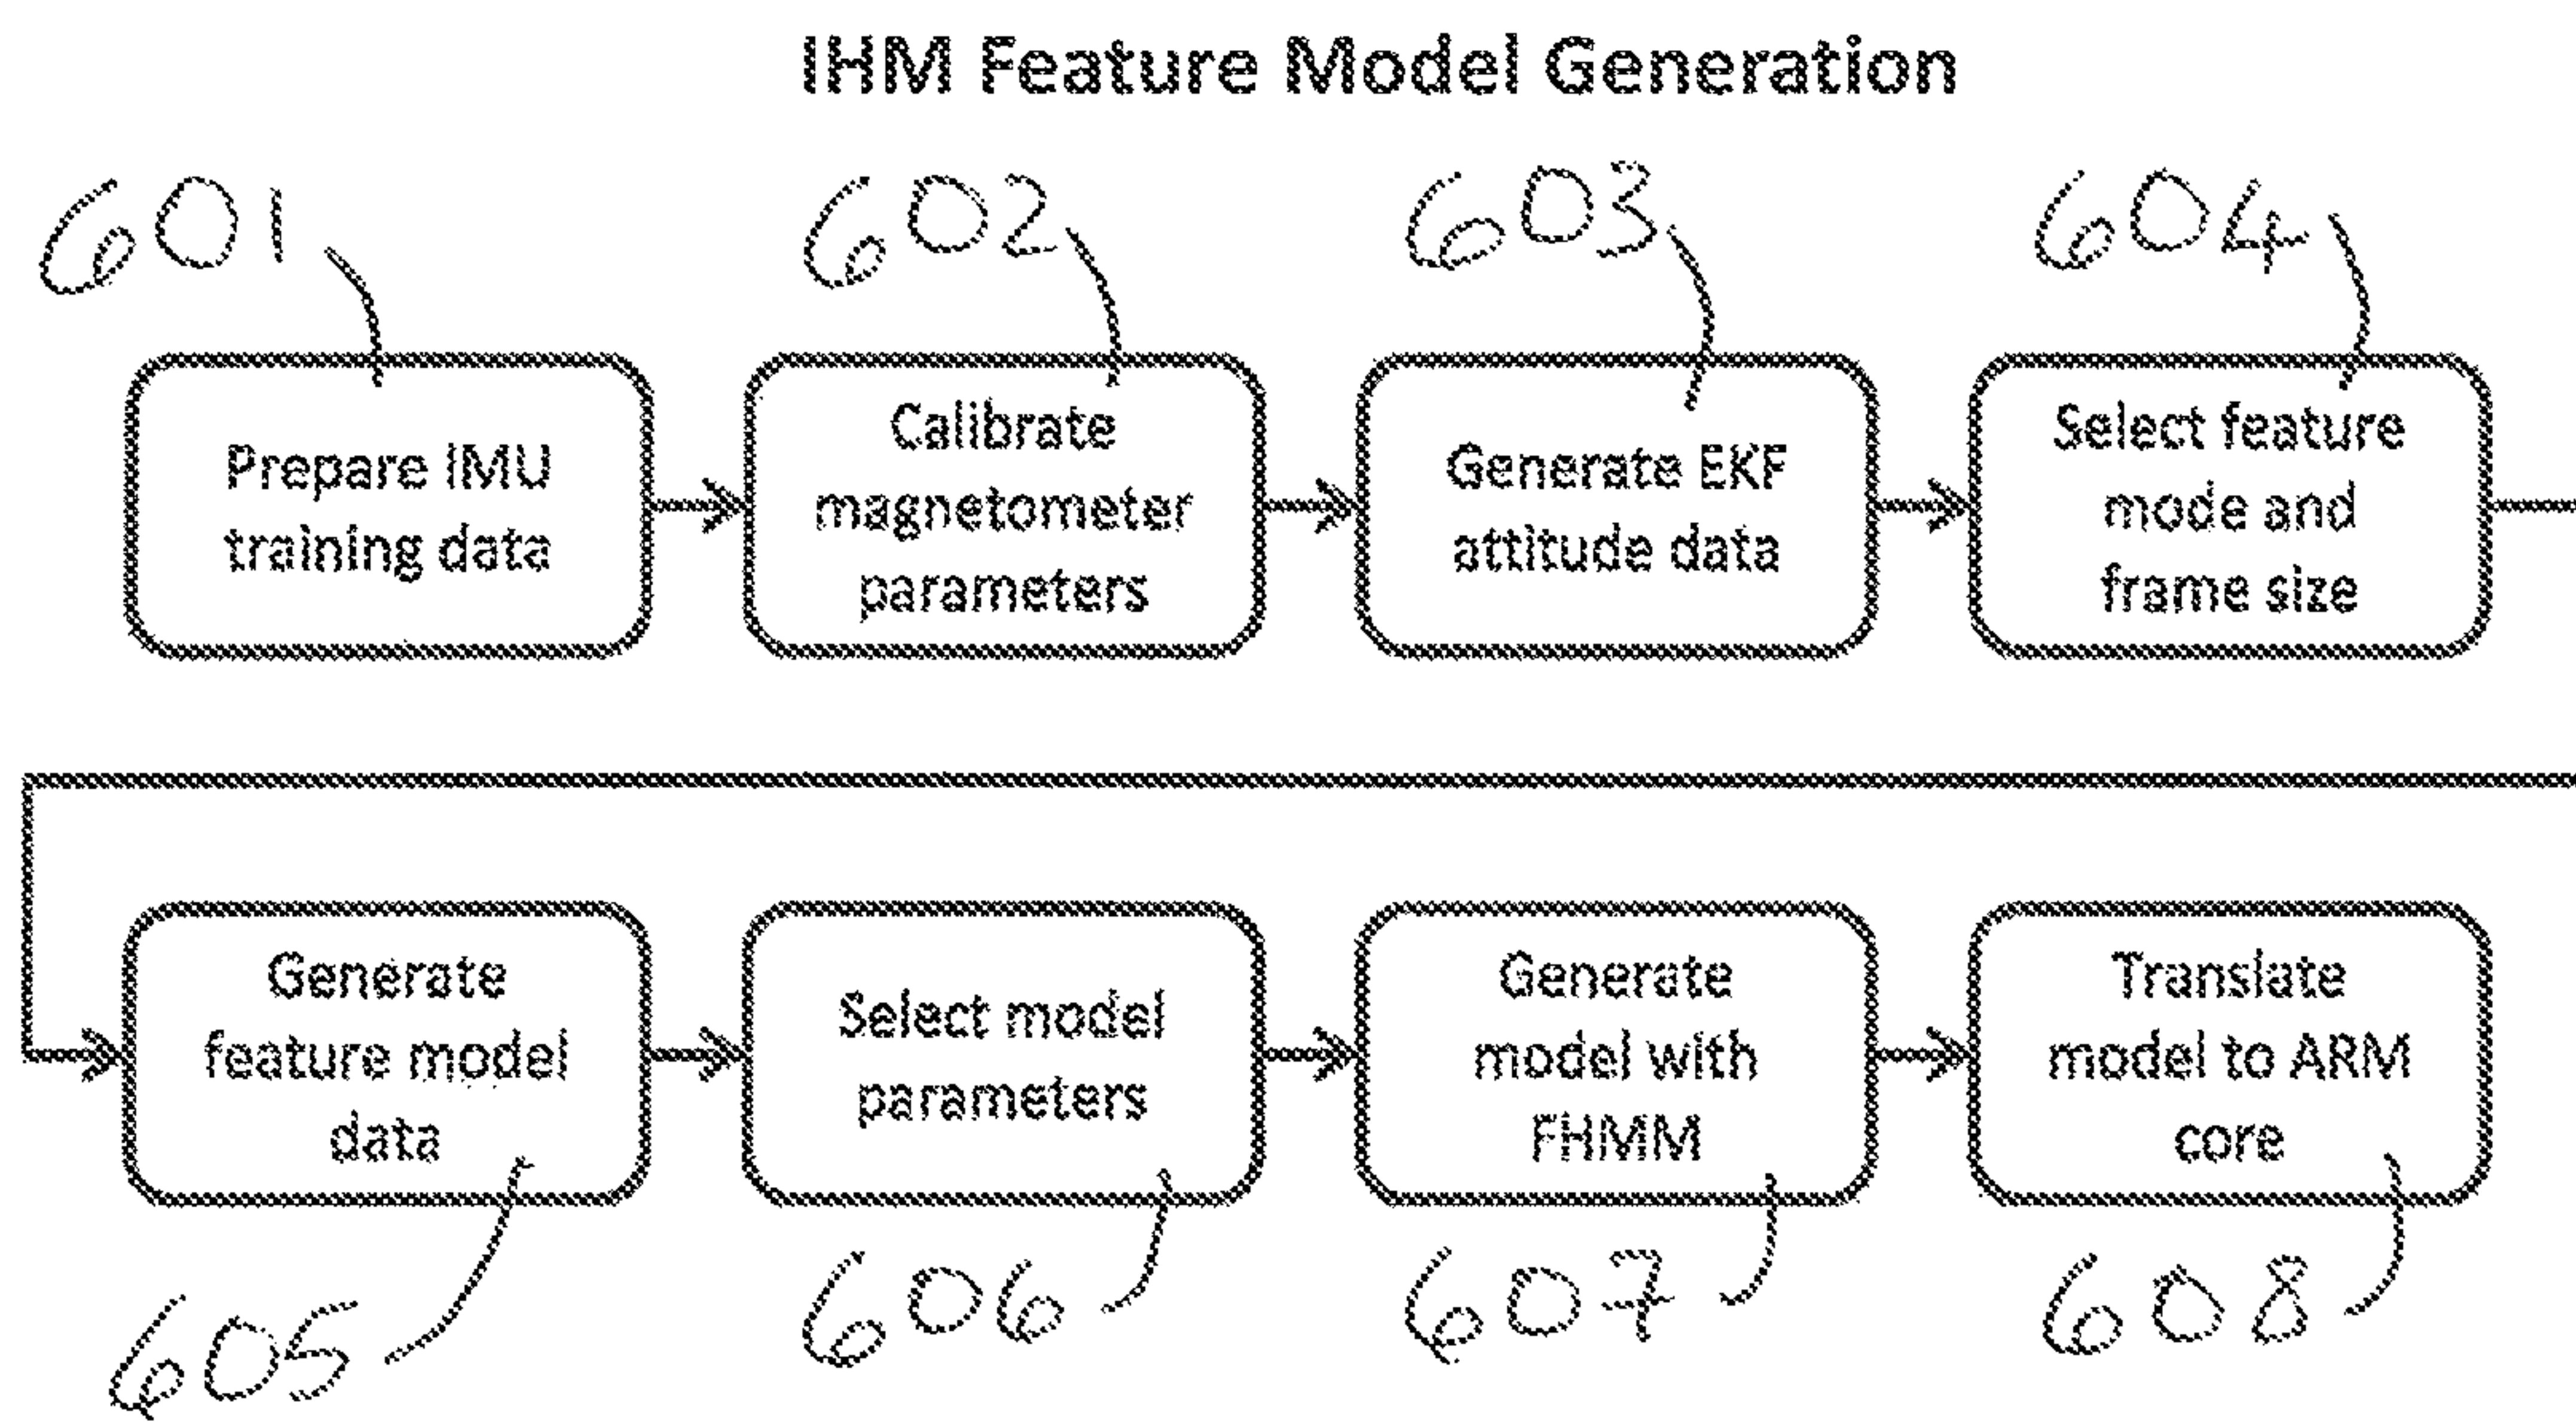 IHM Feature Model Generation
601
602
603
604
Prepare IMU
training data
Calibrate
magnetometer
parameters
Generate EKF
attitude data
Select feature
mode and
frame size
Generate
feature model
data
Select model
parameters
Generate
model with
FHMM
Translate
model to ARM
core
605
606
607
608